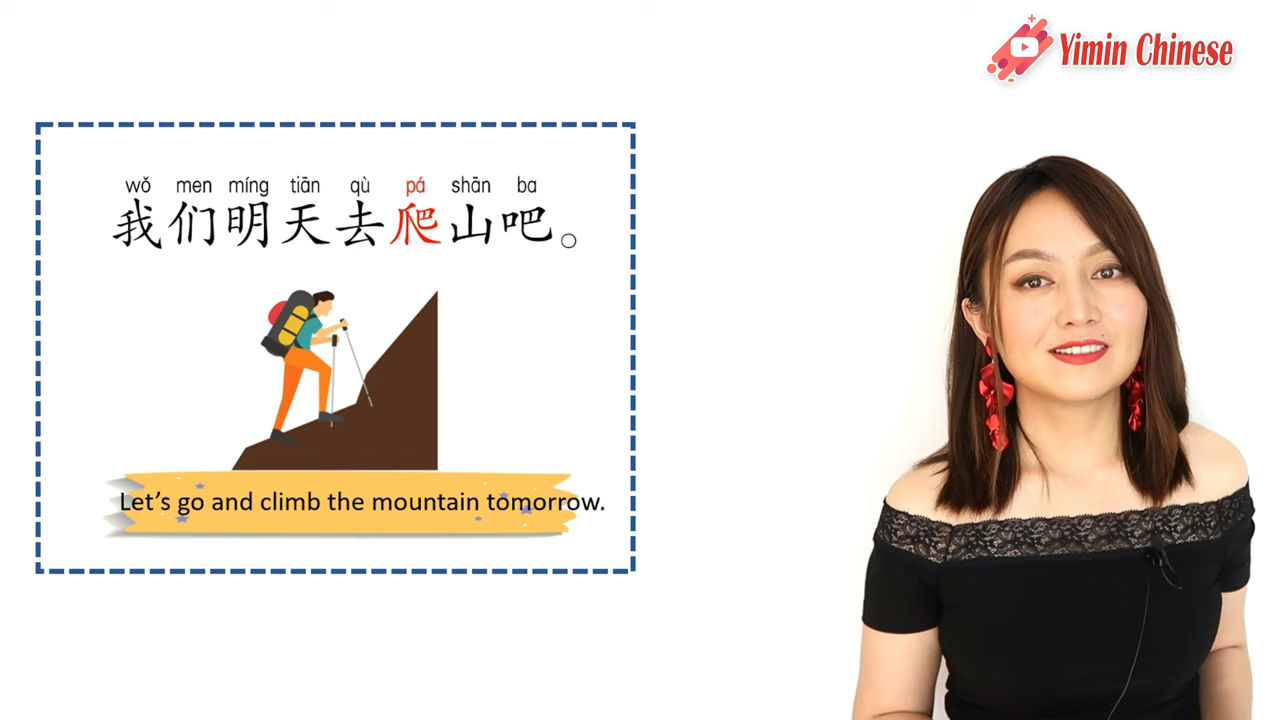 Yimin Chinese
wǒ men míng tiān qù pá shān ba
我们明天去爬山吧。
Let's go and climb the mountain tomorrow.